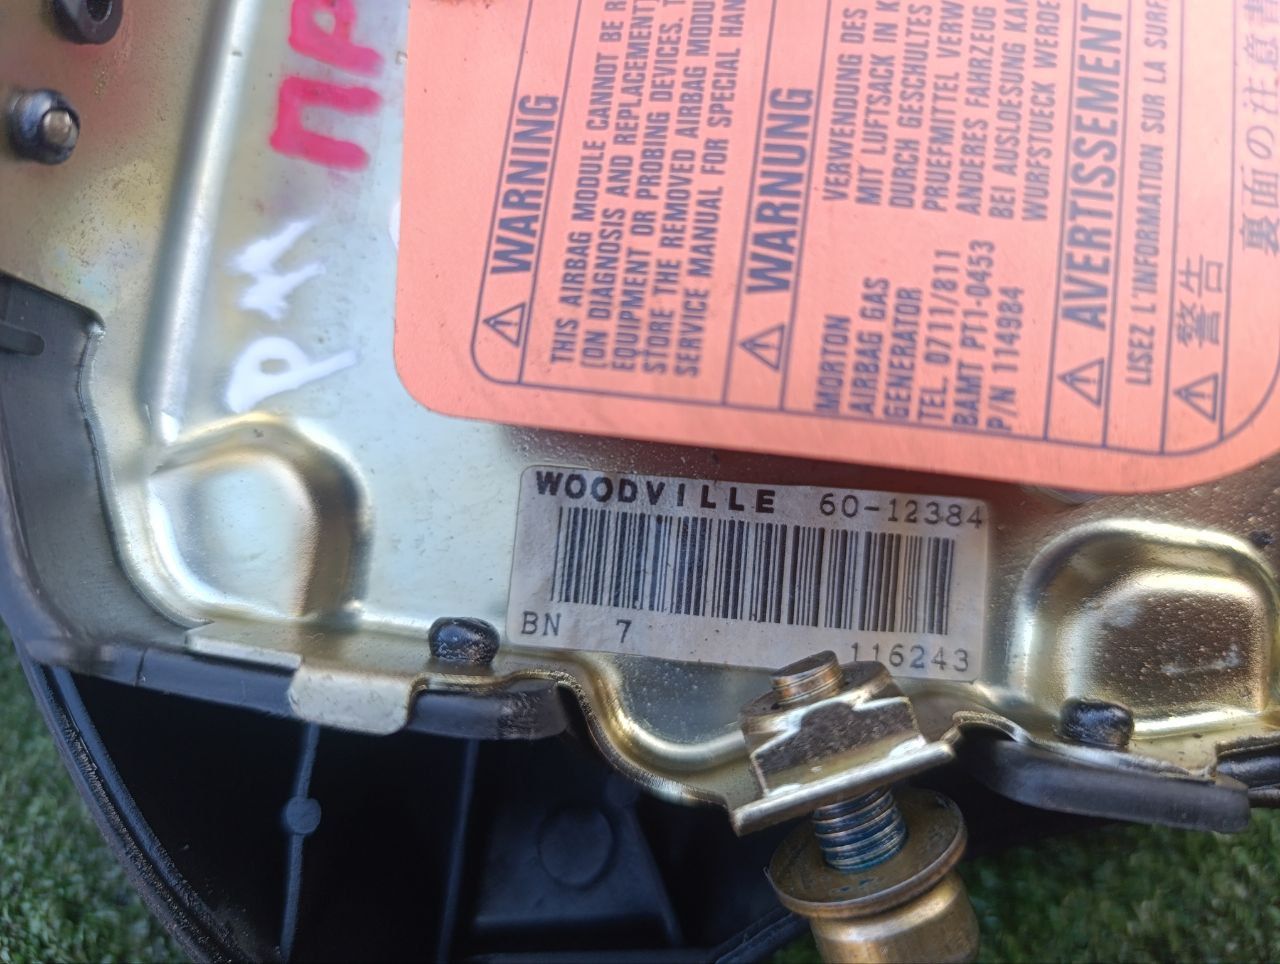 ПР
РМ
WARNING
THIS AIRBAG MODULE CANNOT BE R
(ON DIAGNOSIS AND REPLACEMENT)
EQUIPMENT OR PROBING DEVICES. T
STORE THE REMOVED AIRBAG MODU
SERVICE MANUAL FOR SPECIAL HAN
WARNUNG
MORTON
AIRBAG GAS
GENERATOR
TEL. 0711/811
BAMT PT1-0453
P/N 114984
VERWENDUNG DES
MIT LUFTSACK IN K
DURCH GESCHULTES
PRUEFMITTEL VERW
ANDERES FAHRZEUG
BEI AUSLOESUNG KAN
WURFSTUECK WERDE
AVERTISSEMENT
LISEZ L'INFORMATION SUR LA SURF
警告
裏面の注意書
WOODVILLE 60-12384
BN 7 116243